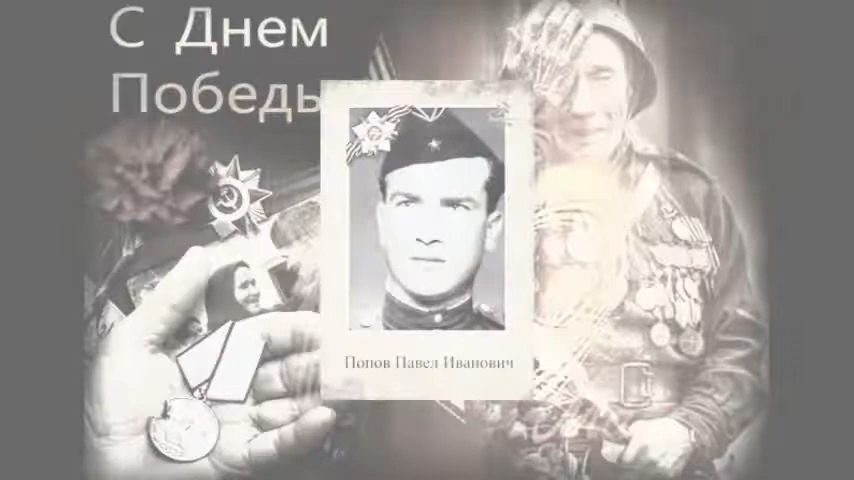 С Днем
Победы
Попов Павел Иванович